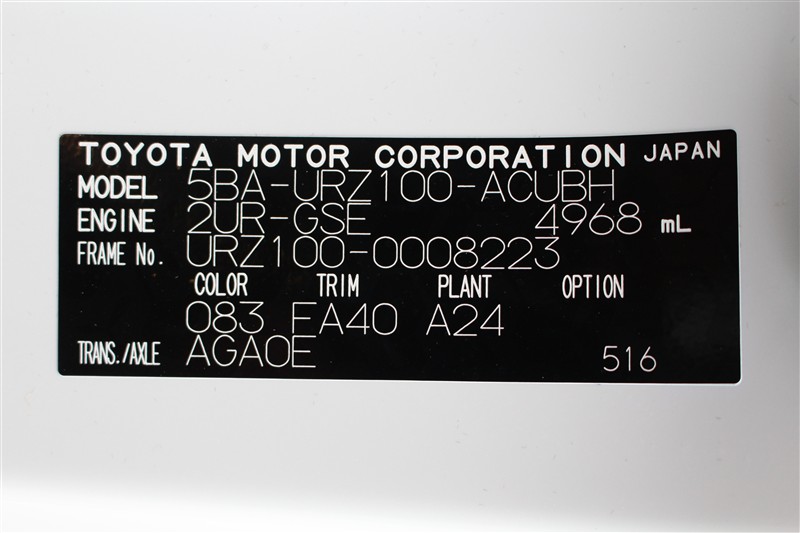 TOYOTA MOTOR CORPORATION JAPAN
MODEL 5BA-URZ100-ACUBH
ENGINE 2UR-GSE 4968 mL
FRAME No. URZ100-0008223
COLOR TRIM PLANT OPTION
083 FA40 A24
TRANS./AXLE AGA0E 516